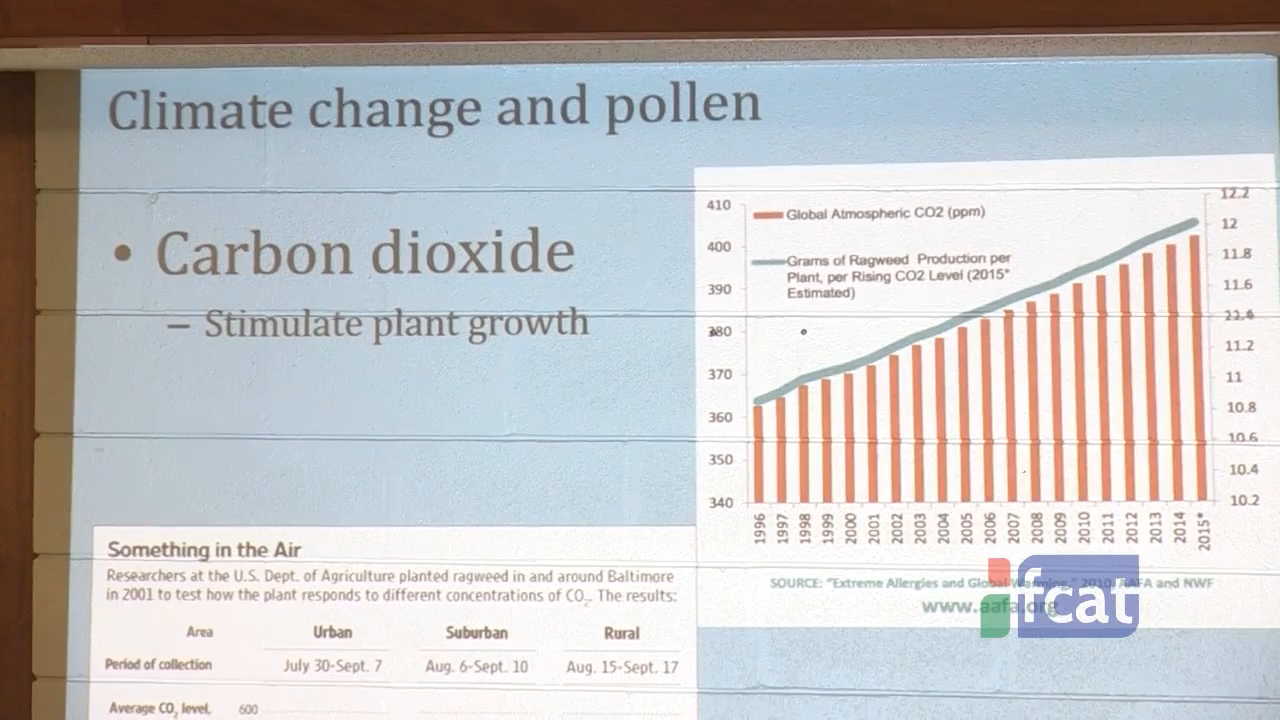 Climate change and pollen
• Carbon dioxide
– Stimulate plant growth
410
400
390
380
370
360
350
340
Global Atmospheric CO2 (ppm)
Grams of Ragweed Production per
Plant, per Rising CO2 Level (2015*
Estimated)
12.2
12
11.8
11.6
11.4
11.2
11
10.8
10.6
10.4
10.2
1996 1997 1998 1999 2000 2001 2002 2003 2004 2005 2006 2007 2008 2009 2010 2011 2012 2013 2014 2015*
SOURCE: "Extreme Allergies and Global Warming," 2010, AAFA and NWF
www.aafa.org
fcat
Something in the Air
Researchers at the U.S. Dept. of Agriculture planted ragweed in and around Baltimore
in 2001 to test how the plant responds to different concentrations of CO₂. The results:
Area Urban Suburban Rural
Period of collection July 30-Sept. 7 Aug. 6-Sept. 10 Aug. 15-Sept. 17
Average CO₂ level, 600